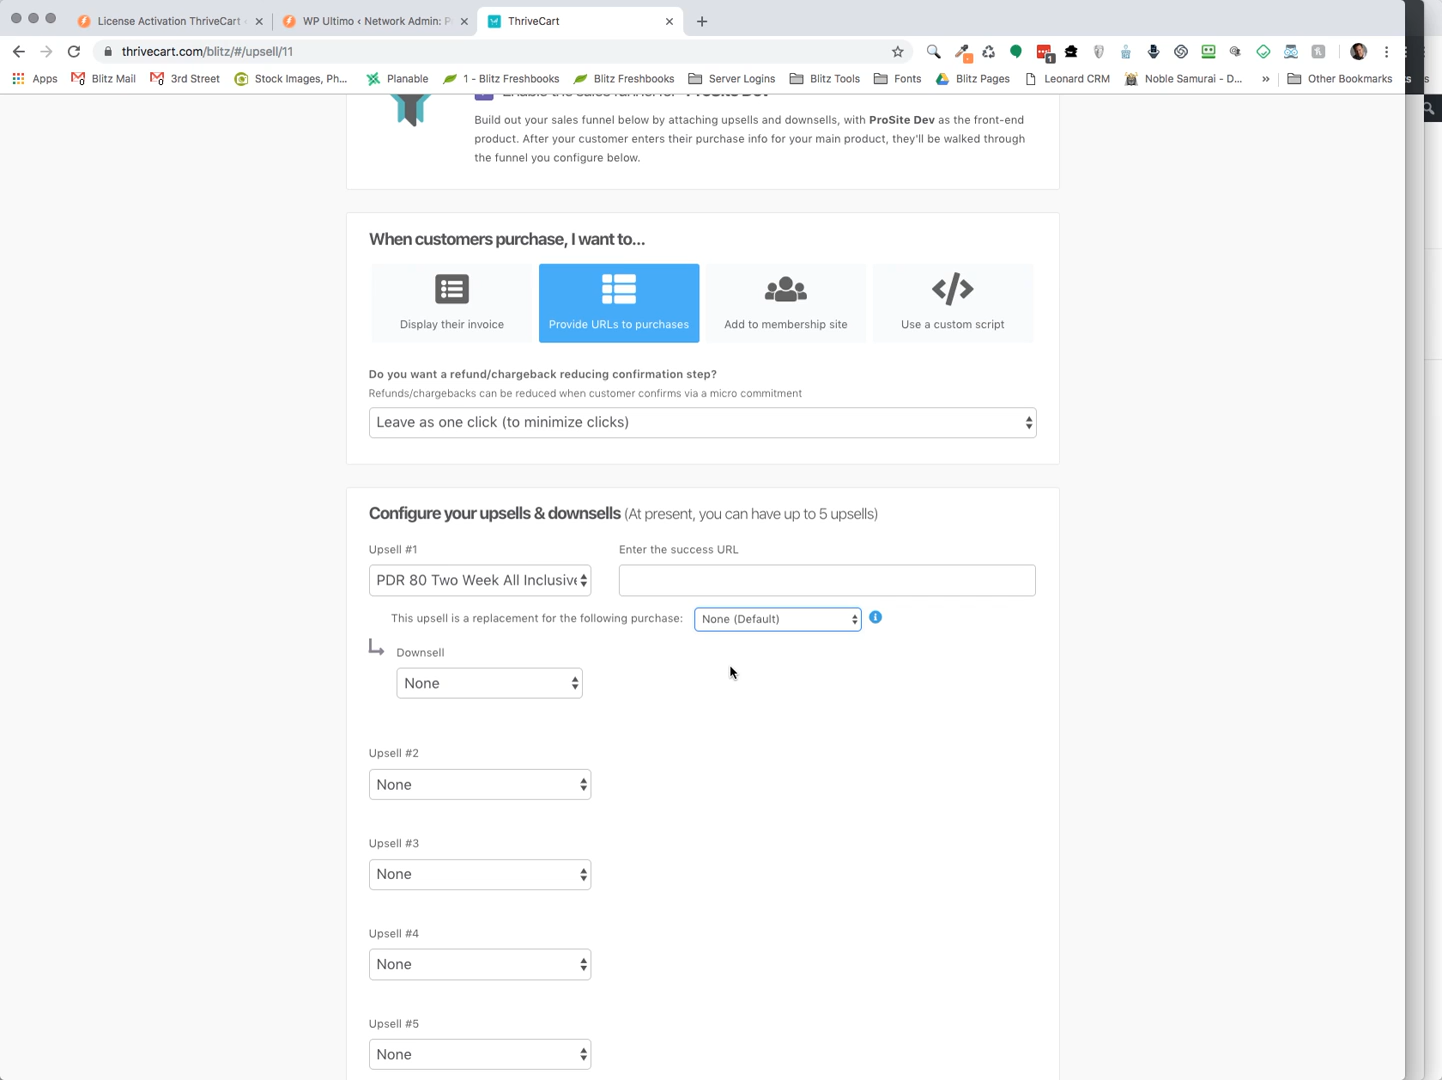 License Activation ThriveCart
WP Ultimo ‹ Network Admin:
ThriveCart
thrivecart.com/blitz/#/upsell/11
1
Apps
Blitz Mail
3rd Street
Stock Images, Ph...
Planable
1 - Blitz Freshbooks
Blitz Freshbooks
Server Logins
Blitz Tools
Fonts
Blitz Pages
Leonard CRM
Noble Samurai - D...
»
Other Bookmarks
Build out your sales funnel below by attaching upsells and downsells, with ProSite Dev as the front-end
product. After your customer enters their purchase info for your main product, they'll be walked through
the funnel you configure below.
When customers purchase, I want to...
Display their invoice
Provide URLs to purchases
Add to membership site
Use a custom script
Do you want a refund/chargeback reducing confirmation step?
Refunds/chargebacks can be reduced when customer confirms via a micro commitment
Leave as one click (to minimize clicks)
Configure your upsells & downsells (At present, you can have up to 5 upsells)
Upsell #1
Enter the success URL
PDR 80 Two Week All Inclusive
This upsell is a replacement for the following purchase:
None (Default)
Downsell
None
Upsell #2
None
Upsell #3
None
Upsell #4
None
Upsell #5
None